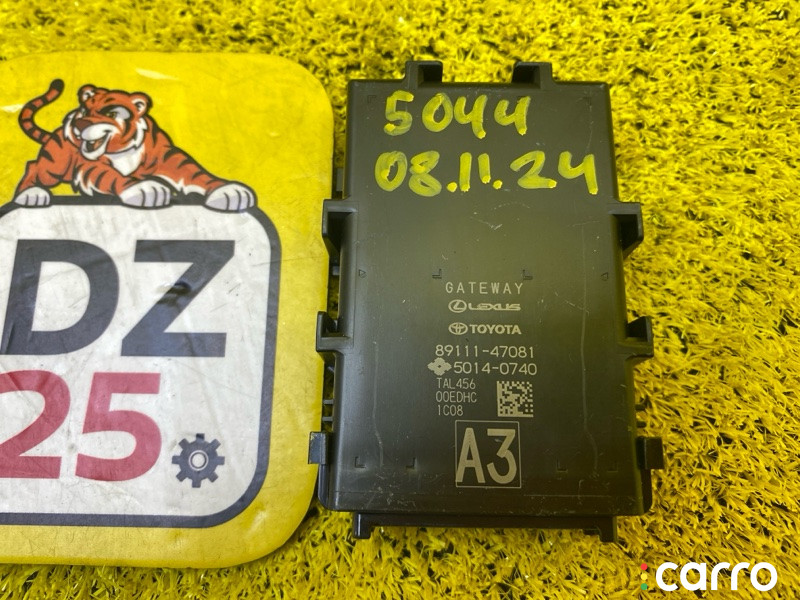 DZ
25
5044
08.11.24
GATEWAY
LEXUS
TOYOTA
89111-47081
5014-0740
TAL456
00EDHC
1C08
A3
carro